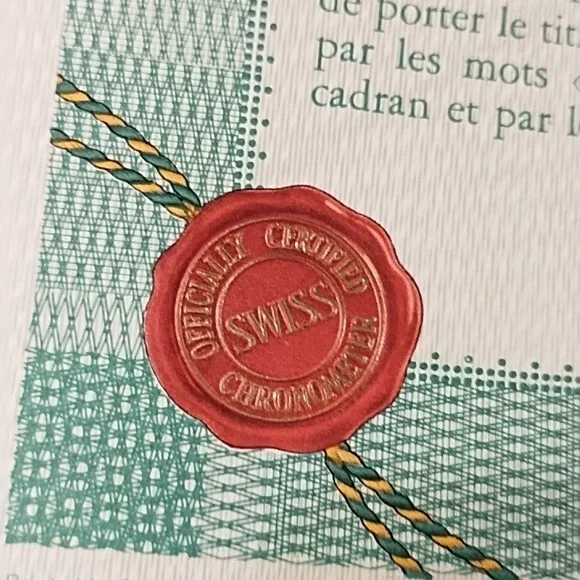 de porter le tit
par les mots «
cadran et par l
OFFICIALLY CERTIFIED
SWISS
CHRONOMETER